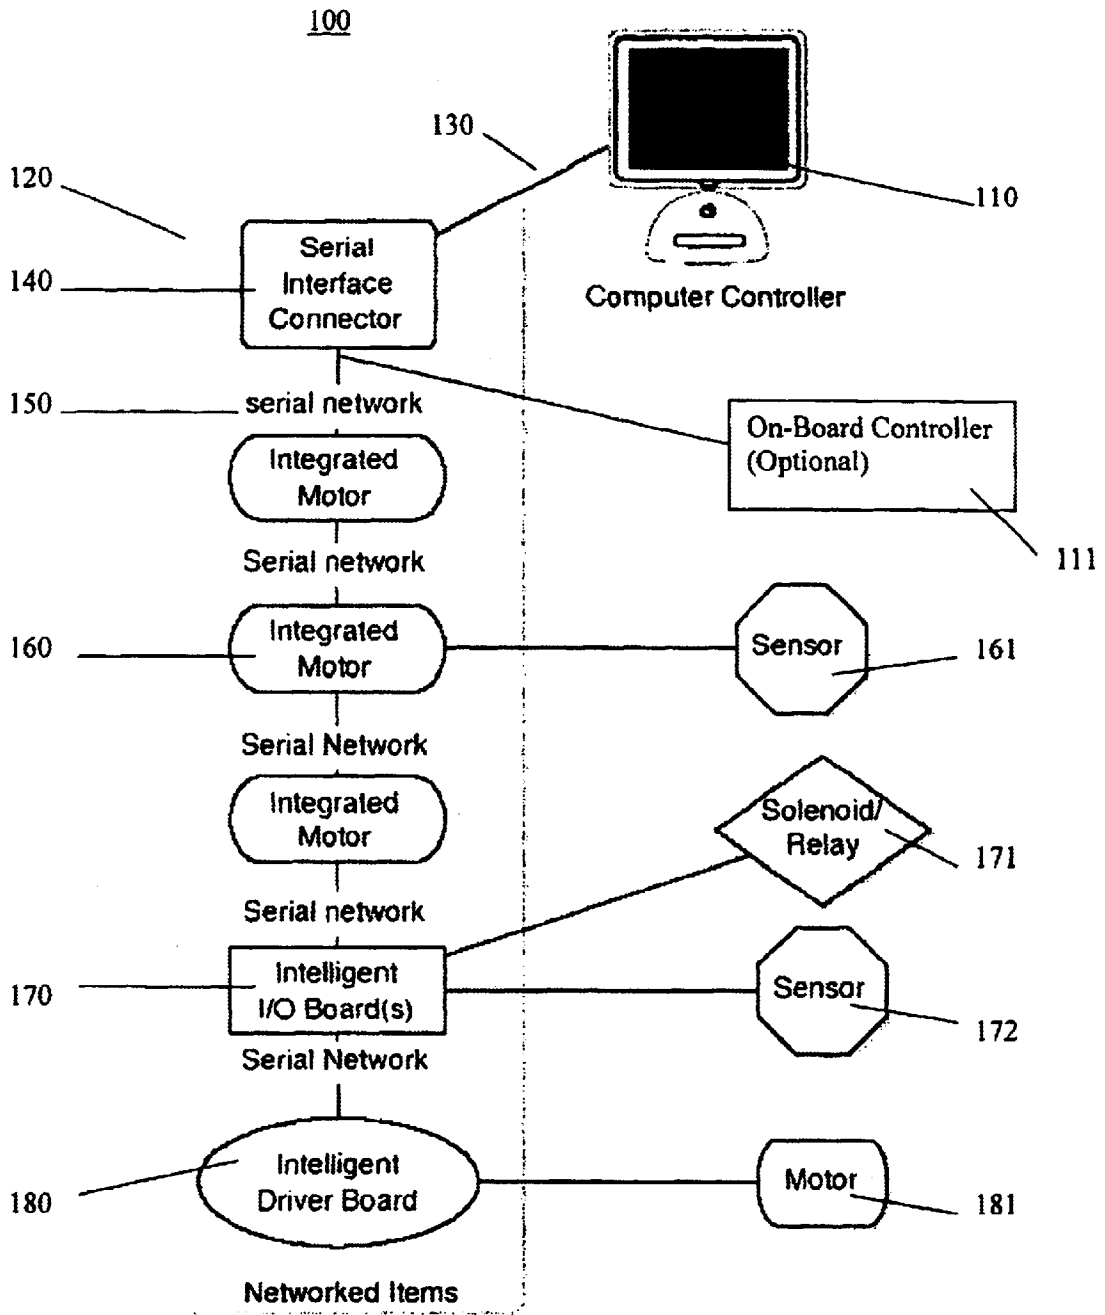 100
130
120
110
Serial
Interface
Connector
140
Computer Controller
150
serial network
On-Board Controller
(Optional)
Integrated
Motor
111
Serial network
160
Integrated
Motor
Sensor
161
Serial Network
Integrated
Motor
Solenoid/
Relay
171
Serial network
170
Intelligent
I/O Board(s)
Sensor
172
Serial Network
180
Intelligent
Driver Board
Motor
181
Networked Items